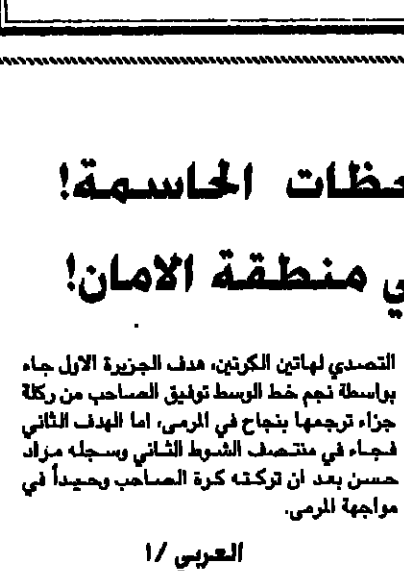 حظات الحاسمة!
ي منطقة الامان!
التصدي لهاتين الكرتين، هدف الجزيرة الاول جاء
بواسطة نجم خط الوسط توفيق الصاحب من ركلة
جزاء ترجمها بنجاح في المرمى، اما الهدف الثاني
فجاء في منتصف الشوط الثاني وسجله مراد
حسن بعد ان تركته كرة الصاحب وحيداً في
مواجهة المرمى.
العربي /١